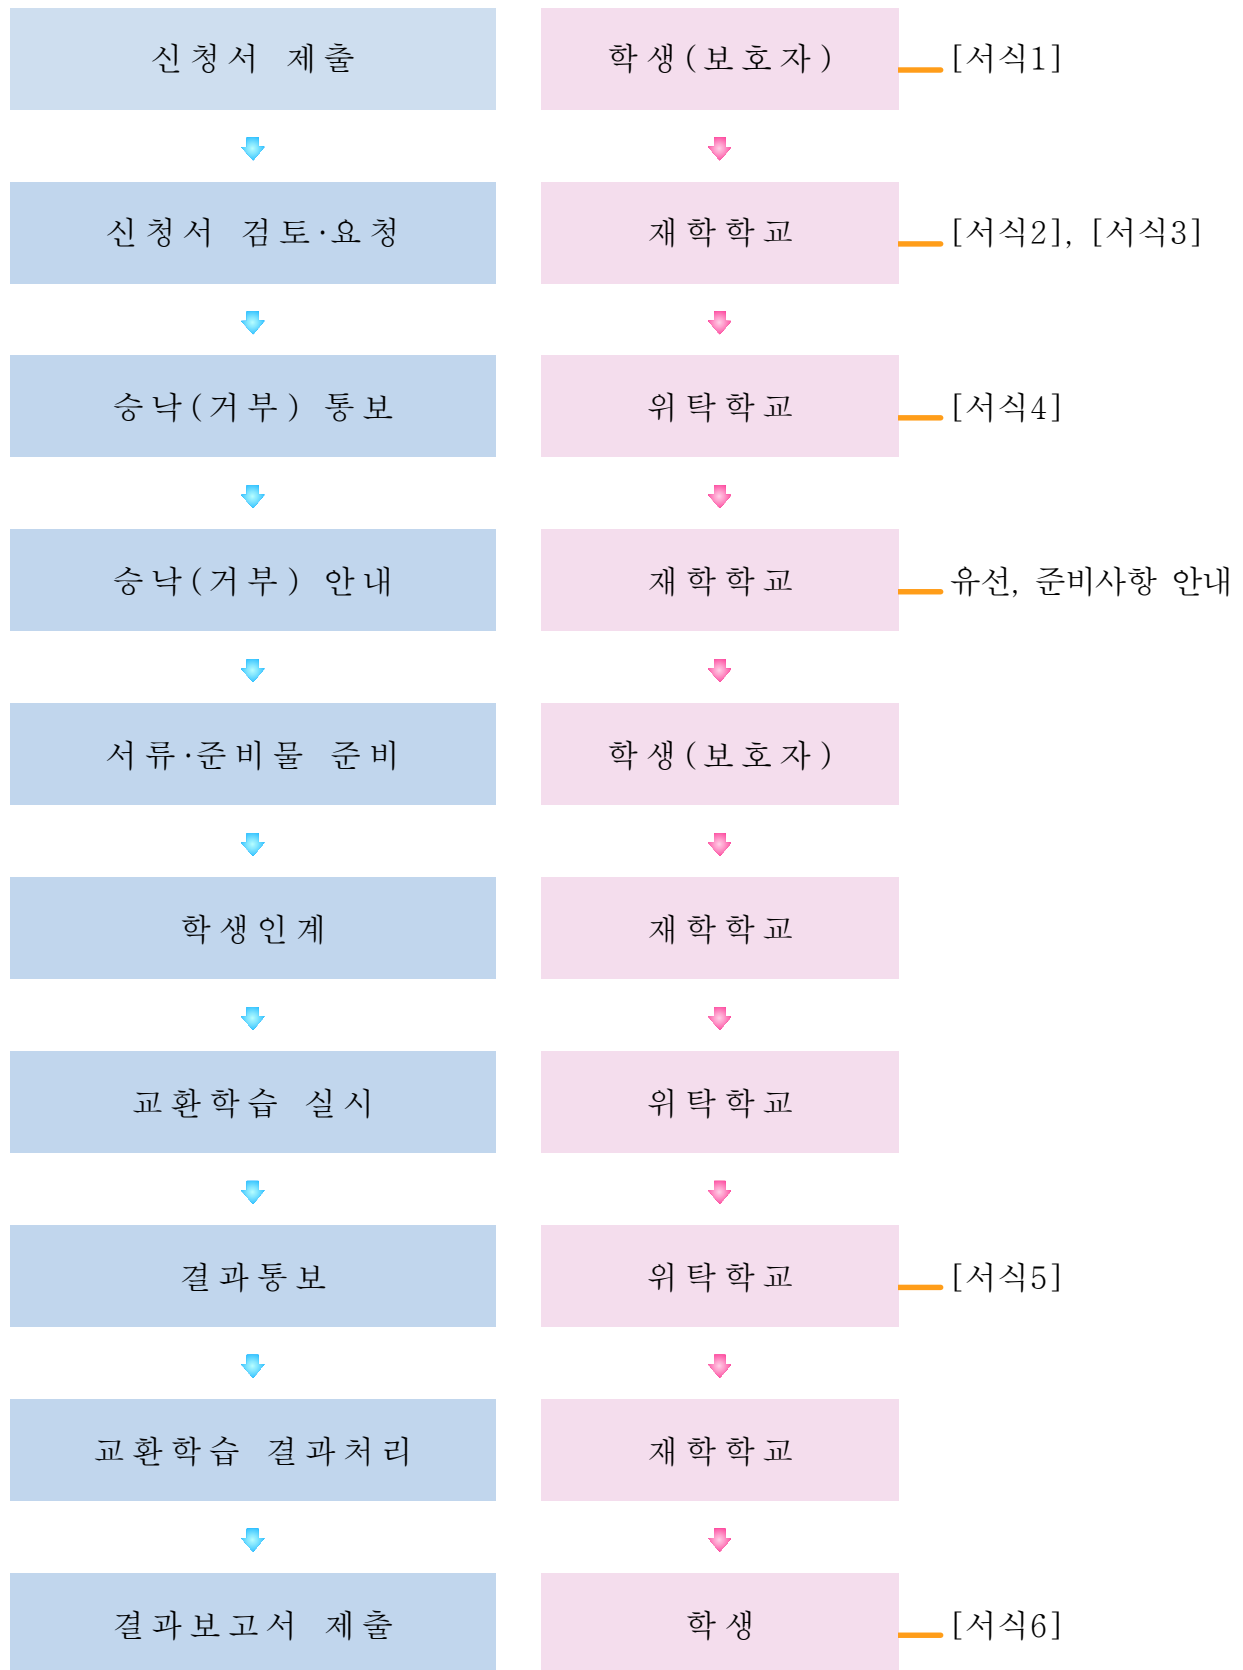 신청서 제출 학생(보호자) [서식1]
신청서 검토·요청 재학학교 [서식2], [서식3]
승낙(거부) 통보 위탁학교 [서식4]
승낙(거부) 안내 재학학교 유선, 준비사항 안내
서류·준비물 준비 학생(보호자)
학생인계 재학학교
교환학습 실시 위탁학교
결과통보 위탁학교 [서식5]
교환학습 결과처리 재학학교
결과보고서 제출 학생 [서식6]